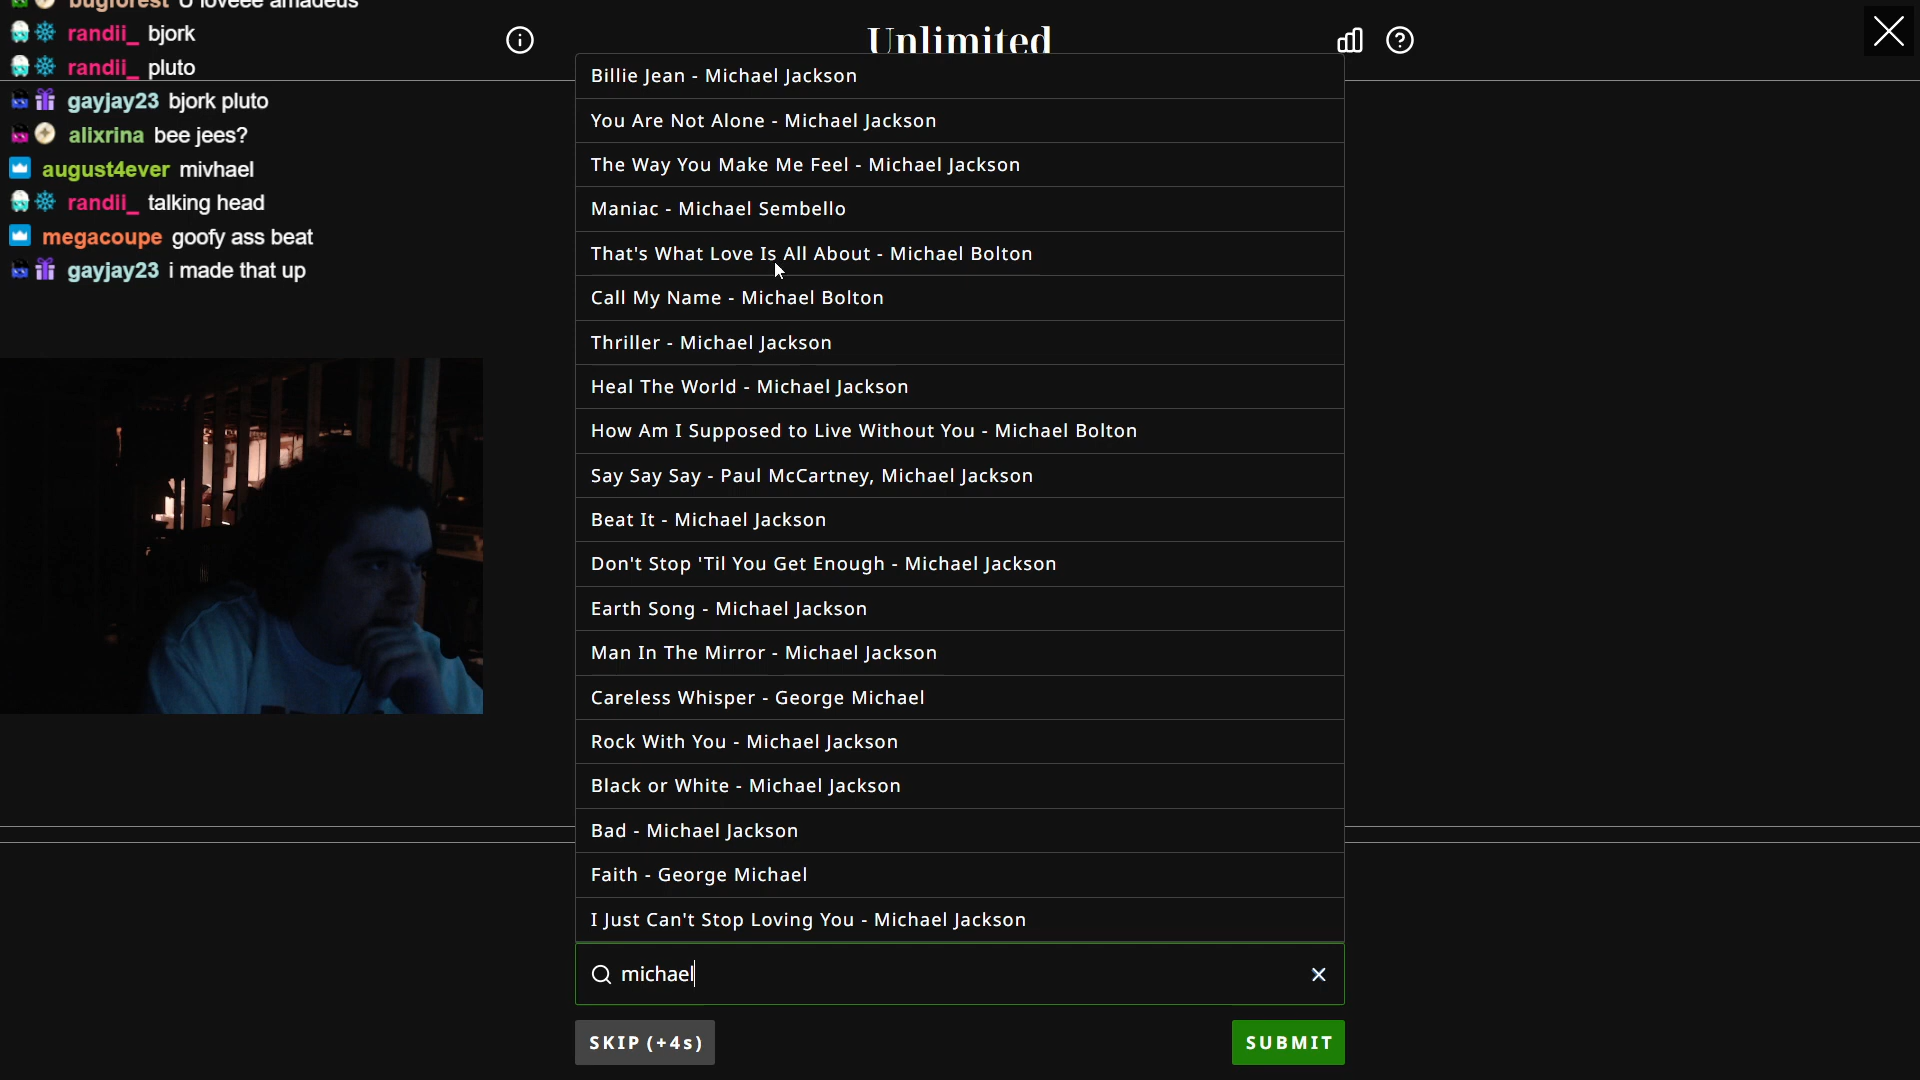 bugforest U loveee amadeus
randii_ bjork
randii_ pluto
gayjay23 bjork pluto
alixrina bee jees?
august4ever mivhael
randii_ talking head
megacoupe goofy ass beat
gayjay23 i made that up
Unlimited
Billie Jean - Michael Jackson
You Are Not Alone - Michael Jackson
The Way You Make Me Feel - Michael Jackson
Maniac - Michael Sembello
That's What Love Is All About - Michael Bolton
Call My Name - Michael Bolton
Thriller - Michael Jackson
Heal The World - Michael Jackson
How Am I Supposed to Live Without You - Michael Bolton
Say Say Say - Paul McCartney, Michael Jackson
Beat It - Michael Jackson
Don't Stop 'Til You Get Enough - Michael Jackson
Earth Song - Michael Jackson
Man In The Mirror - Michael Jackson
Careless Whisper - George Michael
Rock With You - Michael Jackson
Black or White - Michael Jackson
Bad - Michael Jackson
Faith - George Michael
I Just Can't Stop Loving You - Michael Jackson
michael
SKIP (+4s)
SUBMIT